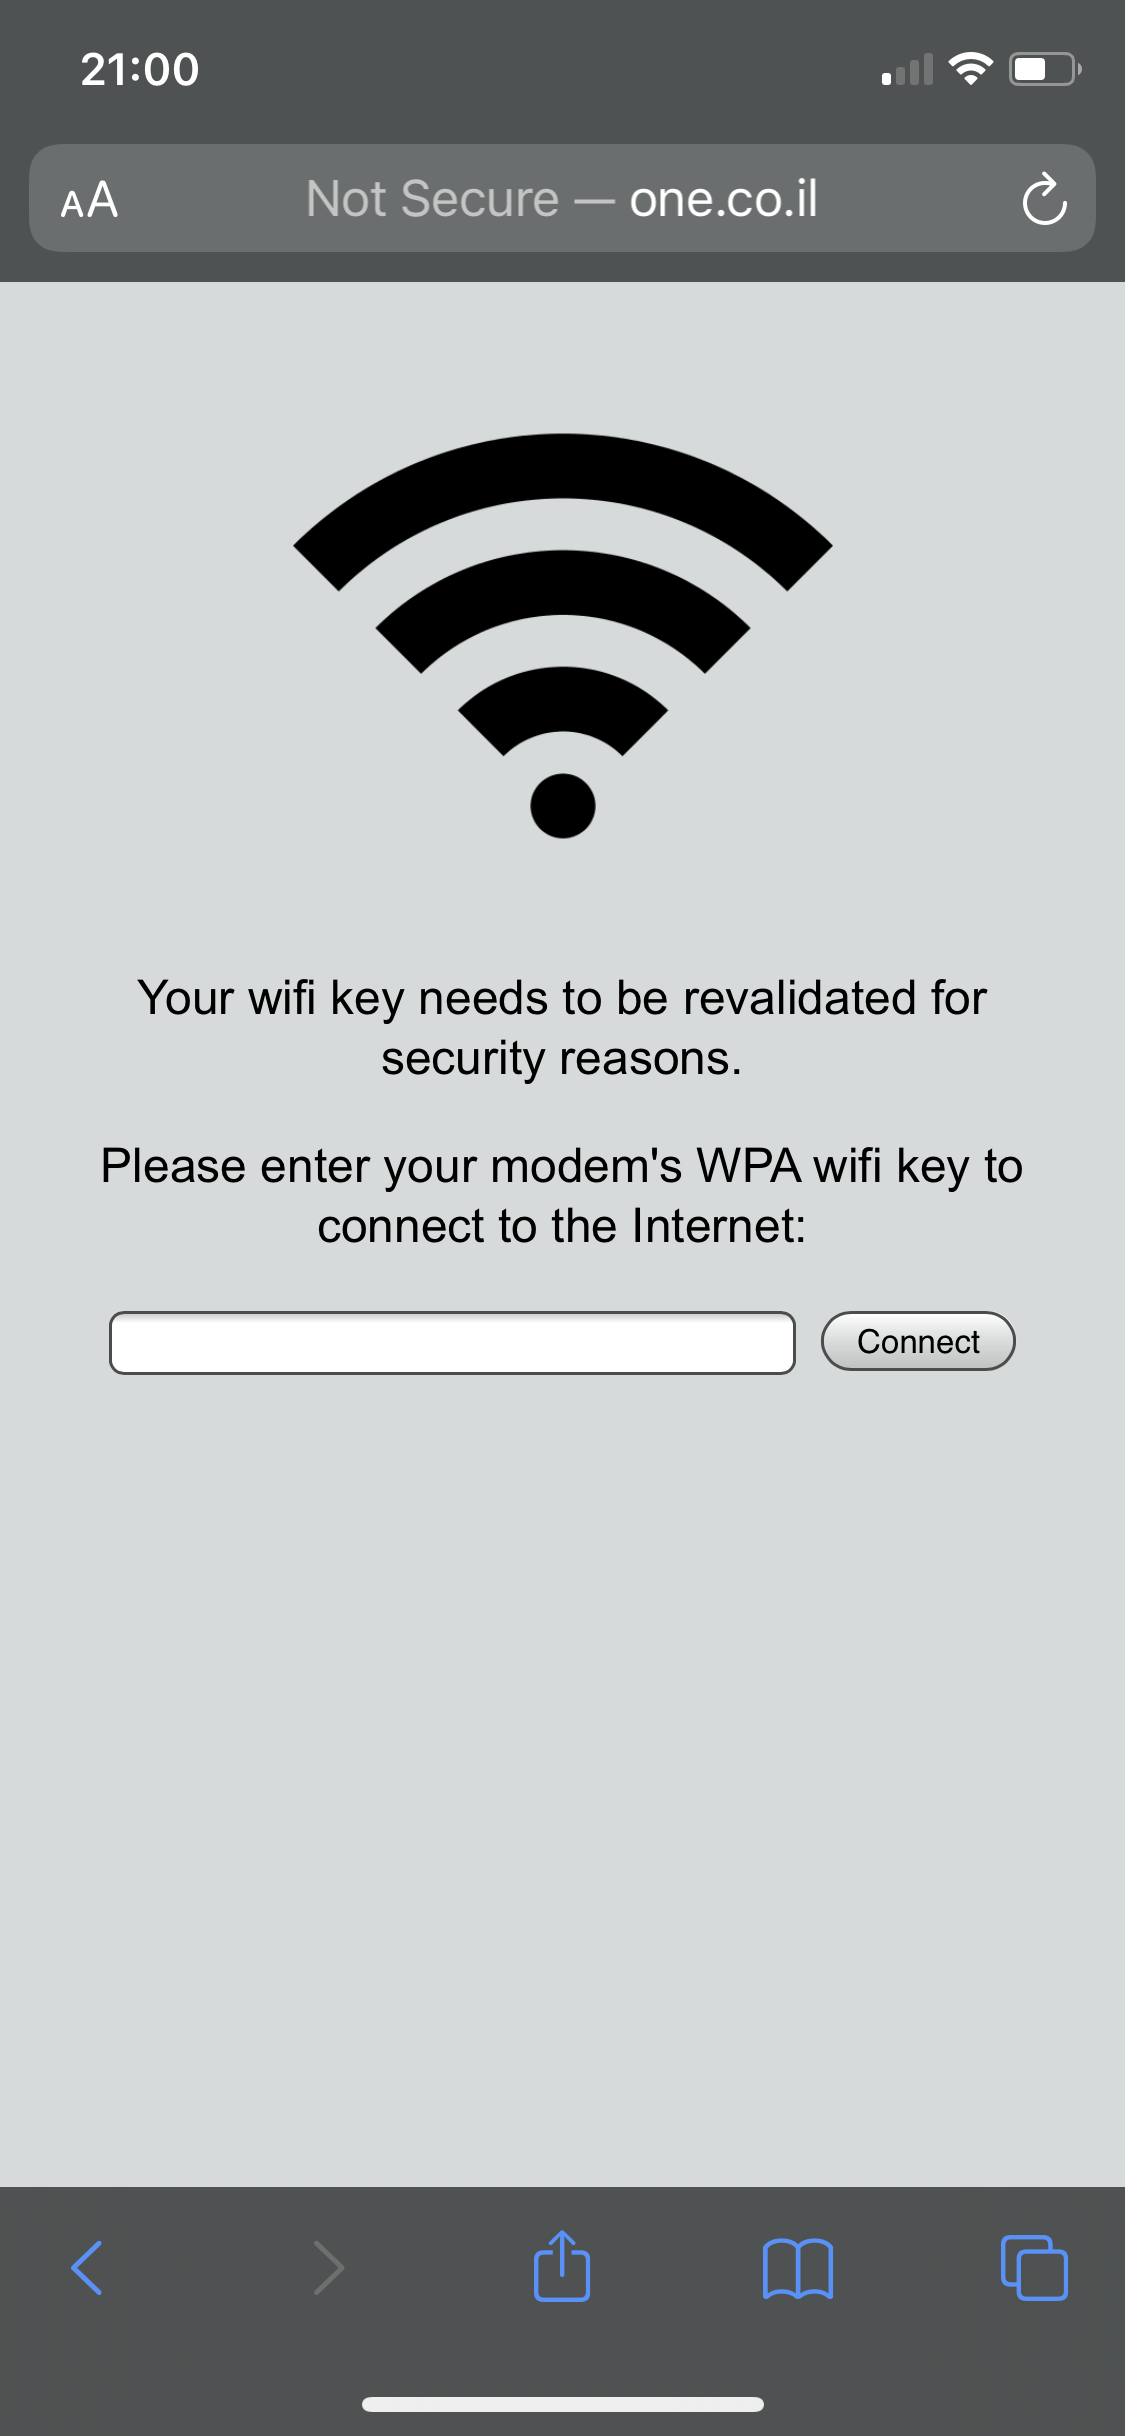 21:00
AA Not Secure — one.co.il
Your wifi key needs to be revalidated for
security reasons.
Please enter your modem's WPA wifi key to
connect to the Internet:
Connect